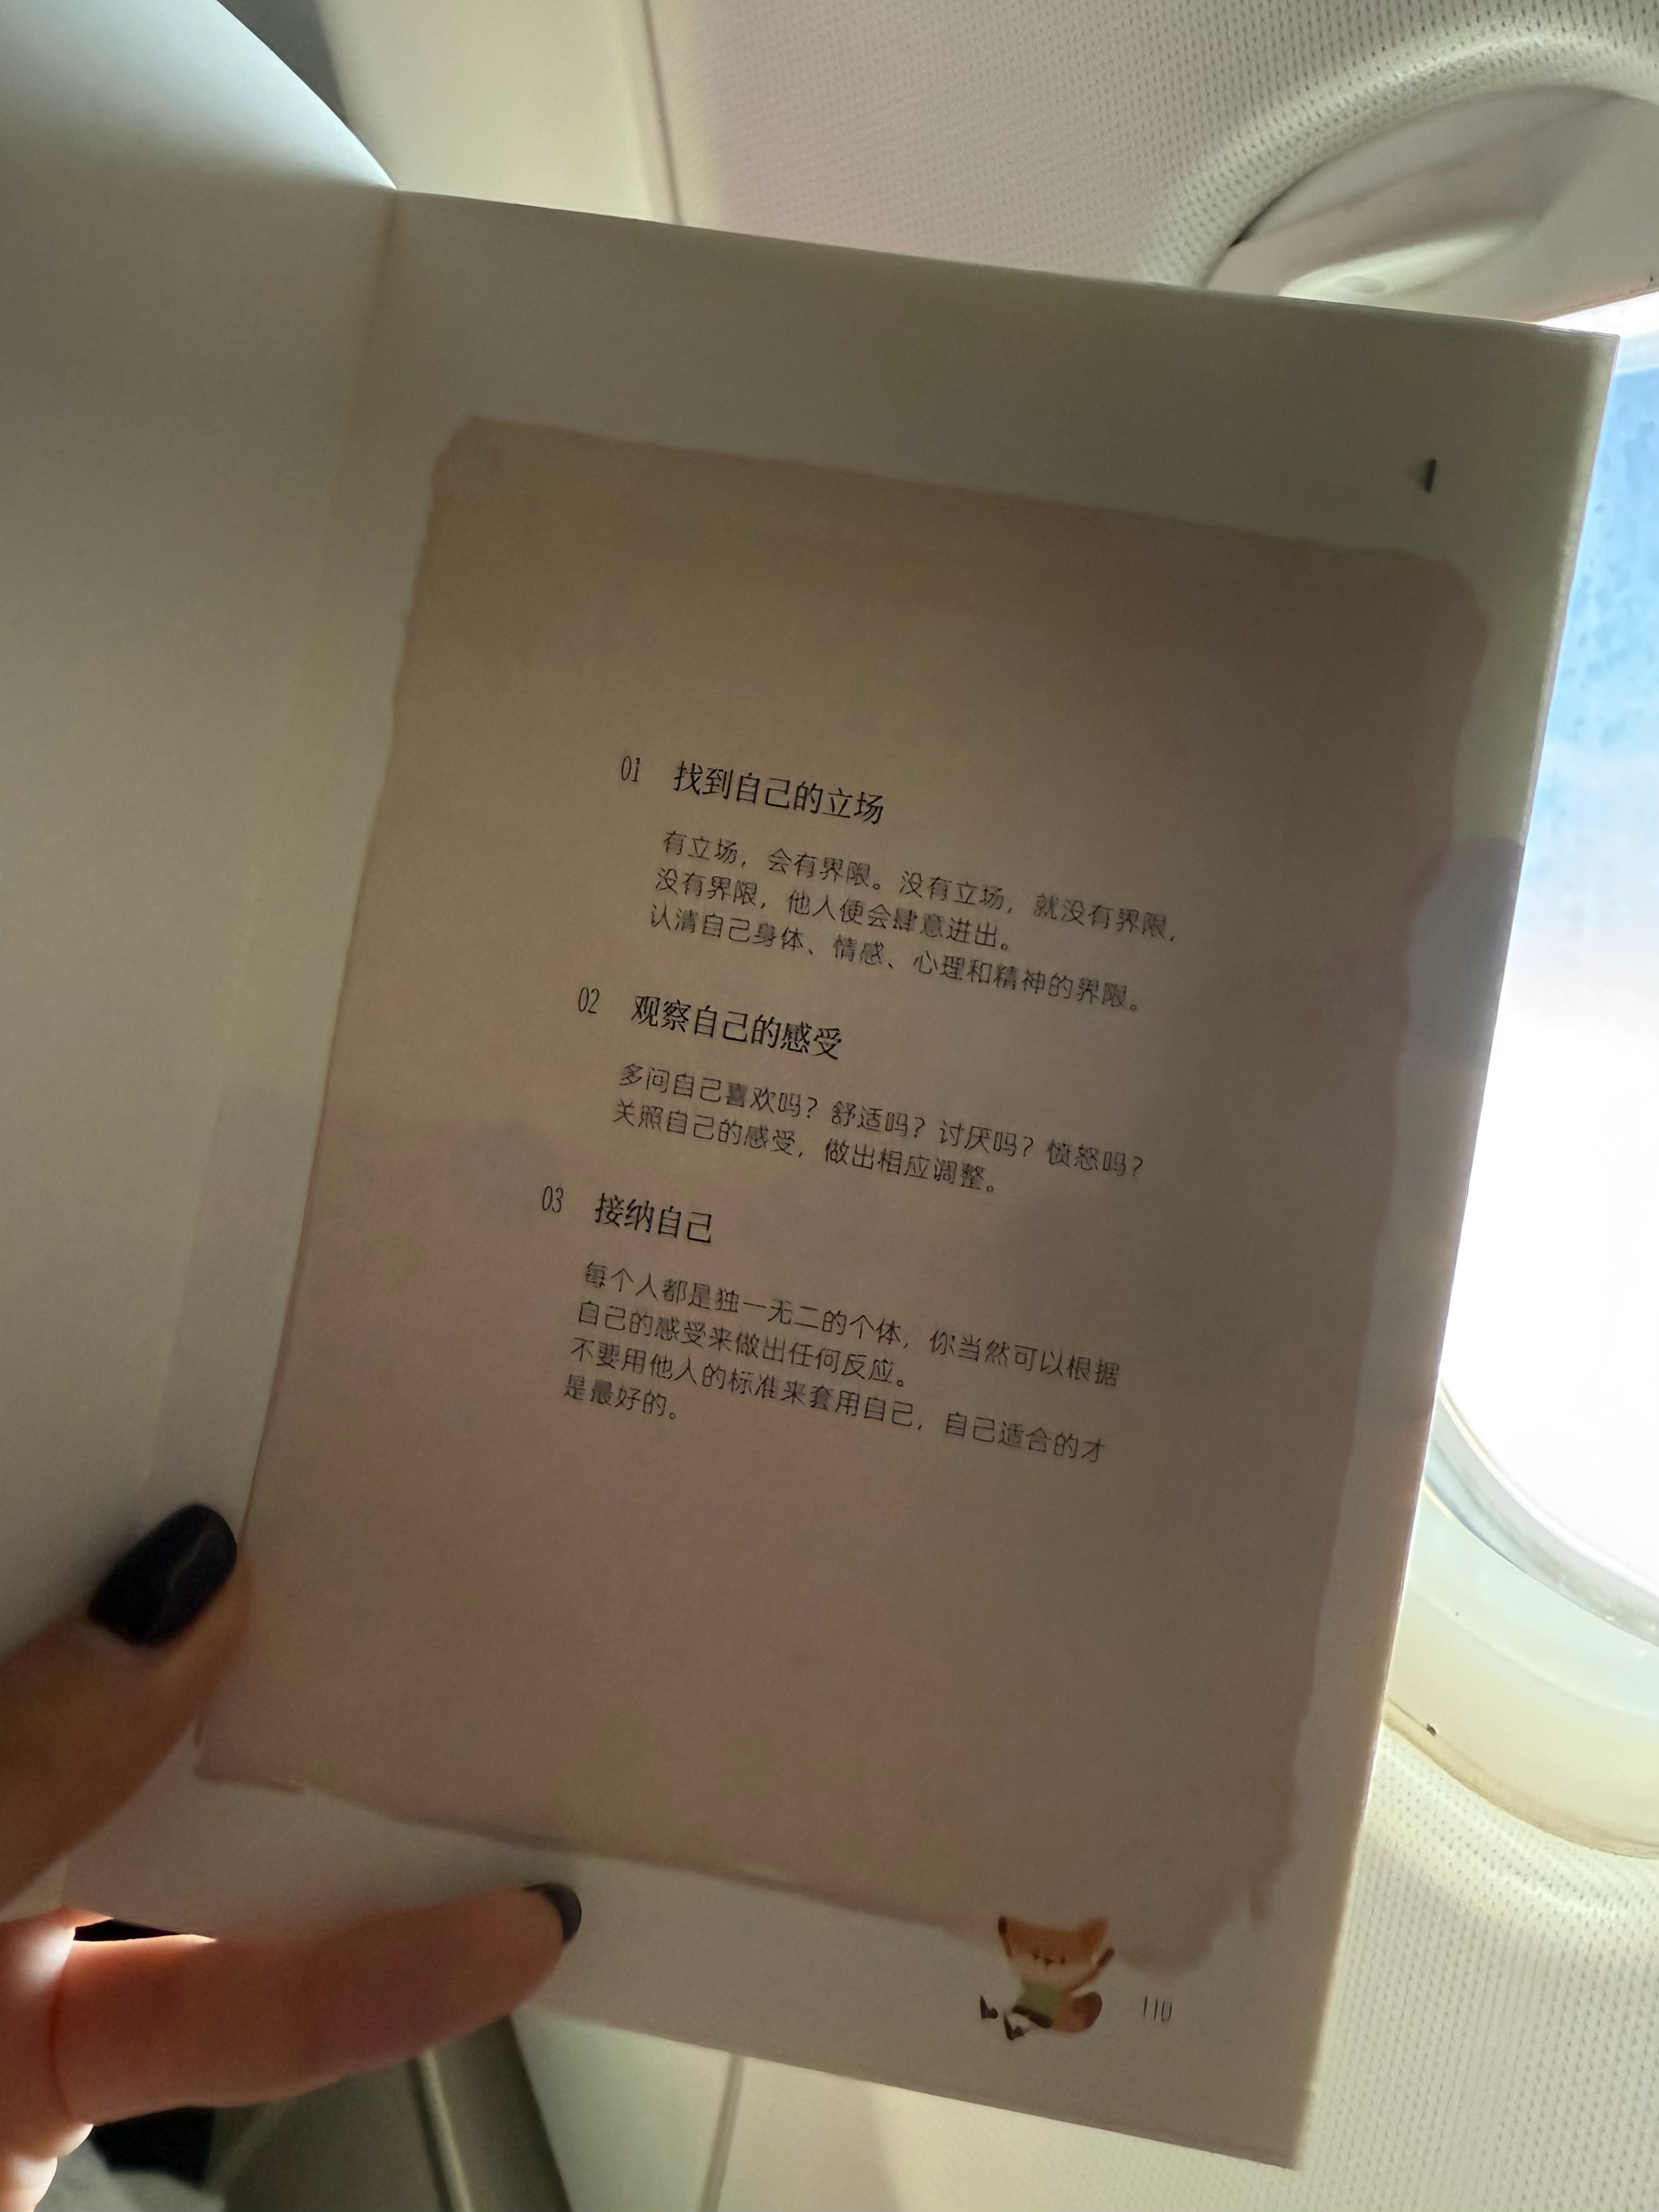 01 找到自己的立场
有立场，会有界限。没有立场，就没有界限，
没有界限，他人便会肆意进出。
认清自己身体、情感、心理和精神的界限。
02 观察自己的感受
多问自己喜欢吗？舒适吗？讨厌吗？愤怒吗？
关照自己的感受，做出相应调整。
03 接纳自己
每个人都是独一无二的个体，你当然可以根据
自己的感受来做出任何反应。
不要用他人的标准来套用自己，自己适合的才
是最好的。
110